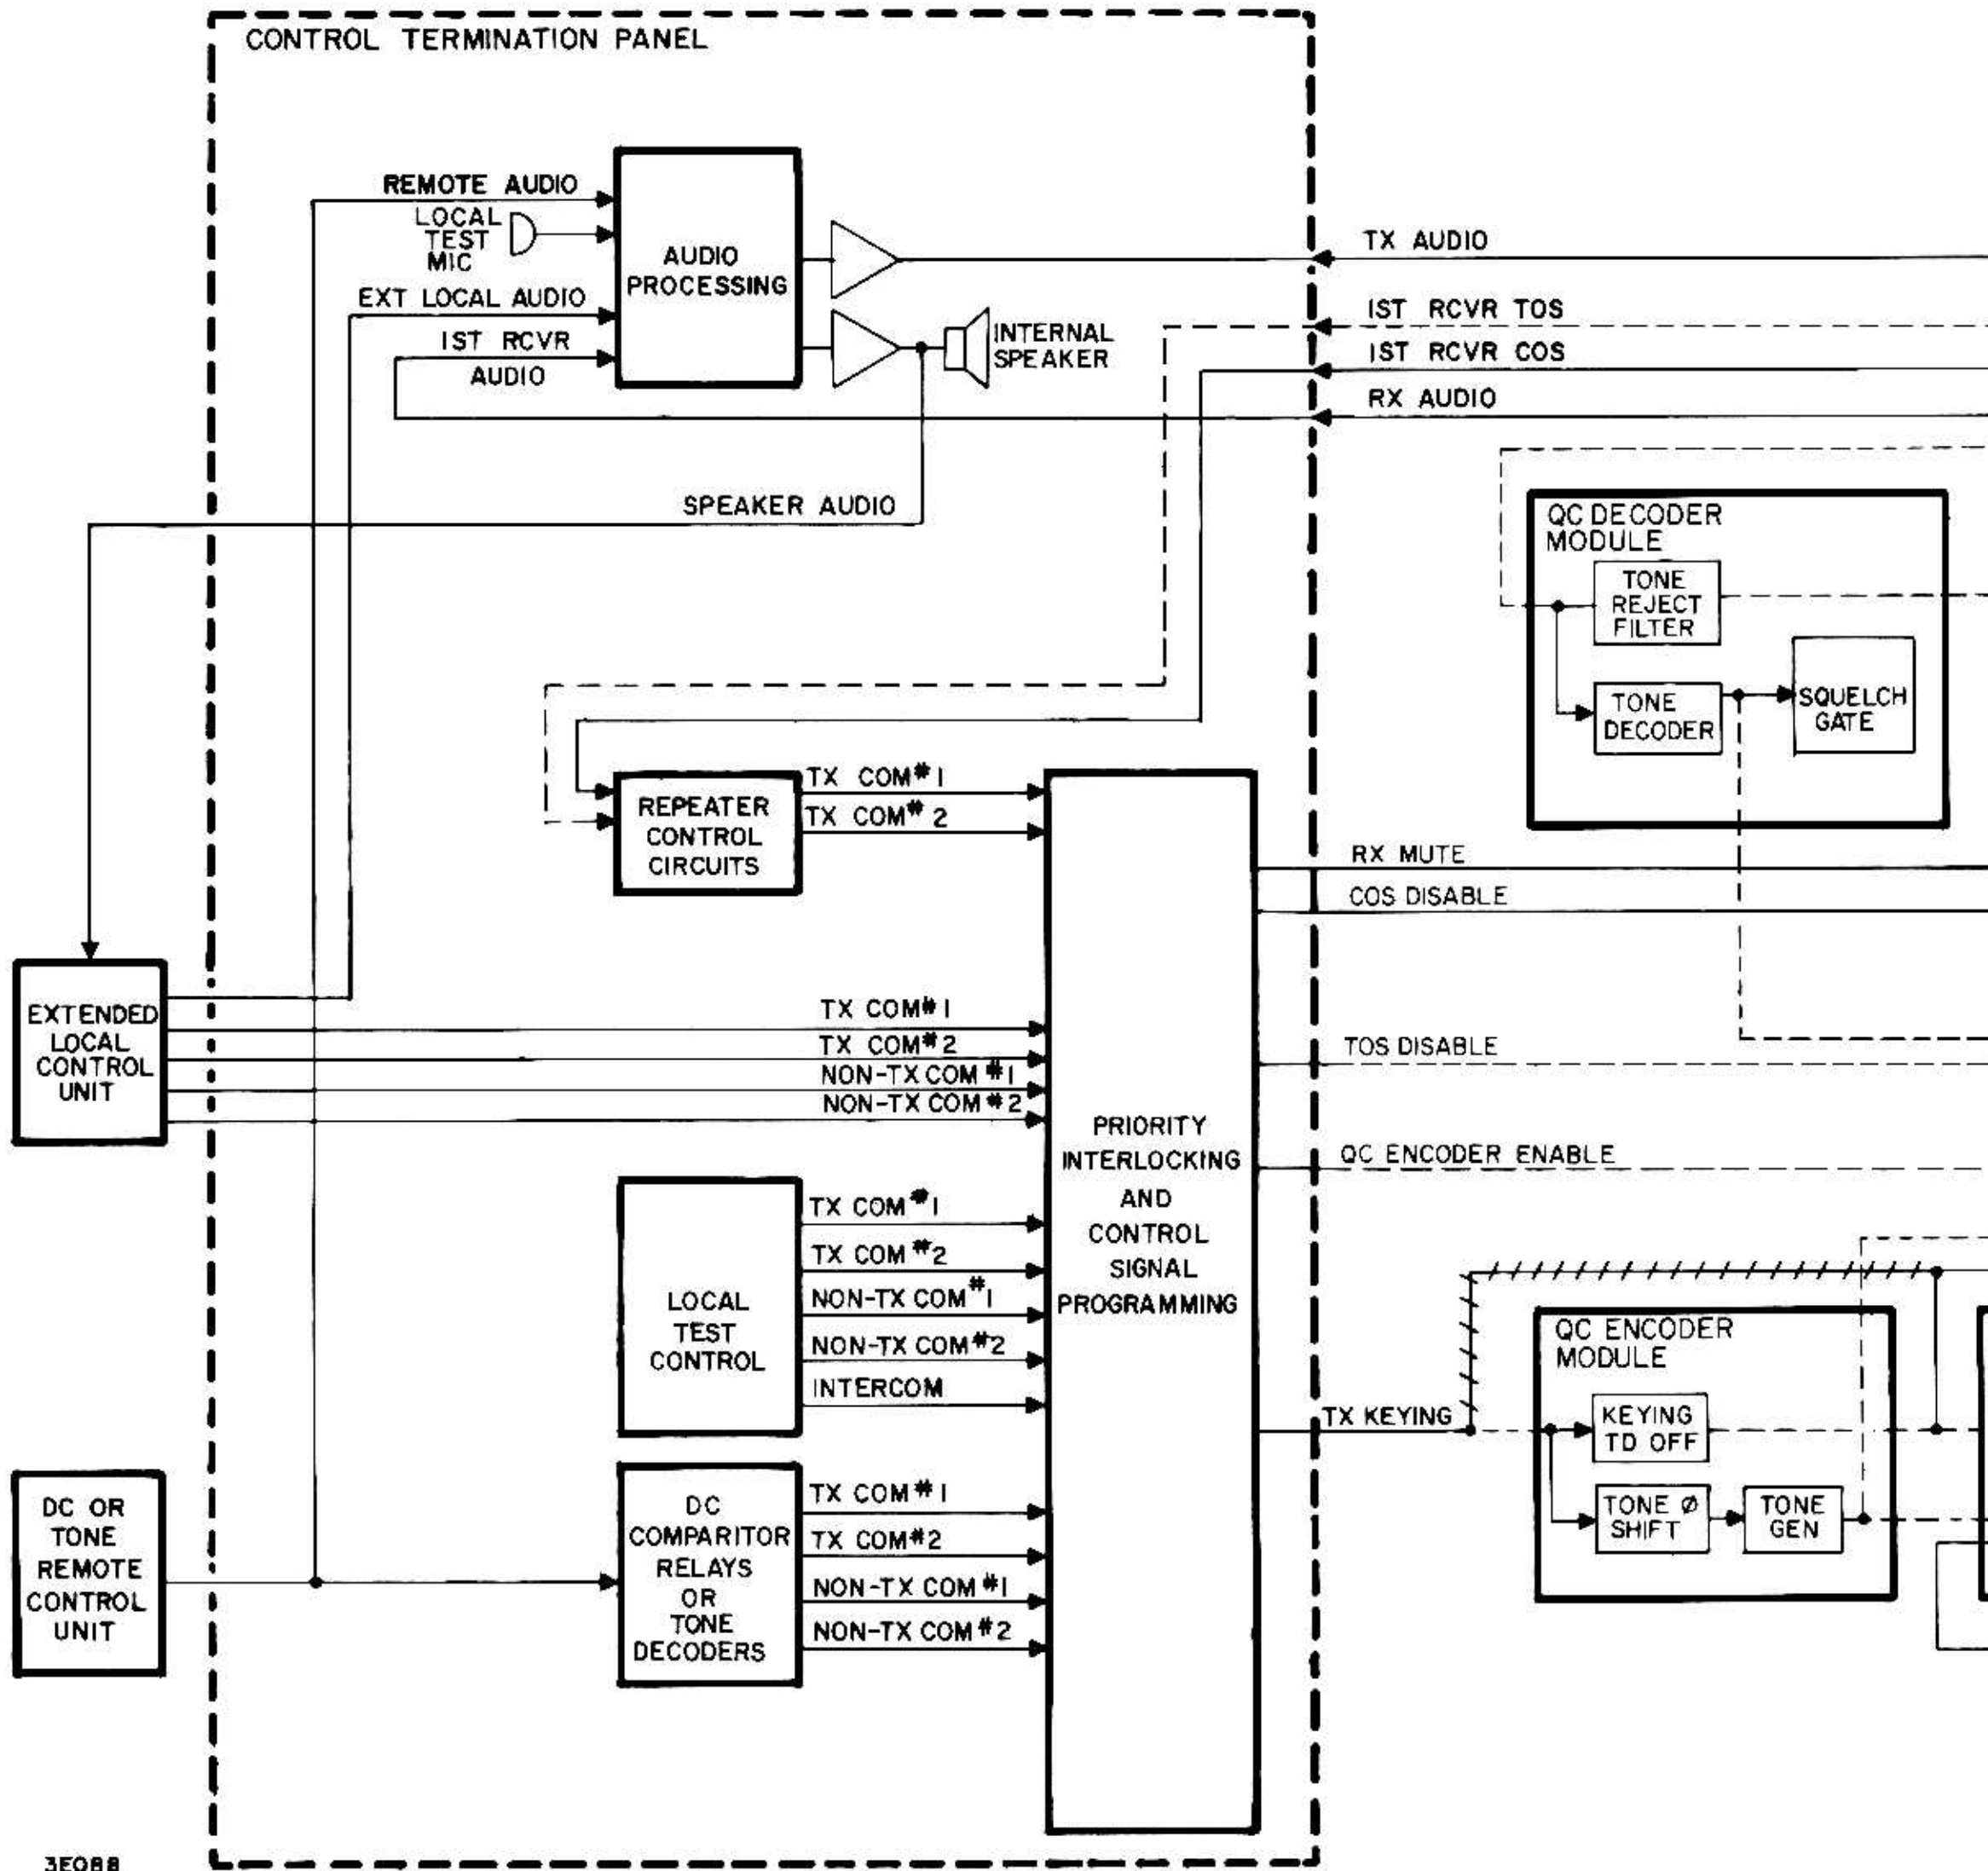 CONTROL TERMINATION PANEL
REMOTE AUDIO
LOCAL
TEST
MIC
EXT LOCAL AUDIO
IST RCVR
AUDIO
AUDIO
PROCESSING
INTERNAL
SPEAKER
SPEAKER AUDIO
TX AUDIO
IST RCVR TOS
IST RCVR COS
RX AUDIO
QC DECODER
MODULE
TONE
REJECT
FILTER
TONE
DECODER
SQUELCH
GATE
REPEATER
CONTROL
CIRCUITS
TX COM#1
TX COM#2
RX MUTE
COS DISABLE
EXTENDED
LOCAL
CONTROL
UNIT
TX COM#1
TX COM#2
NON-TX COM#1
NON-TX COM#2
TOS DISABLE
PRIORITY
INTERLOCKING
AND
CONTROL
SIGNAL
PROGRAMMING
QC ENCODER ENABLE
LOCAL
TEST
CONTROL
TX COM#1
TX COM#2
NON-TX COM#1
NON-TX COM#2
INTERCOM
TX KEYING
QC ENCODER
MODULE
KEYING
TD OFF
TONE Ø
SHIFT
TONE
GEN
DC OR
TONE
REMOTE
CONTROL
UNIT
DC
COMPARITOR
RELAYS
OR
TONE
DECODERS
TX COM#1
TX COM#2
NON-TX COM#1
NON-TX COM#2
3E088